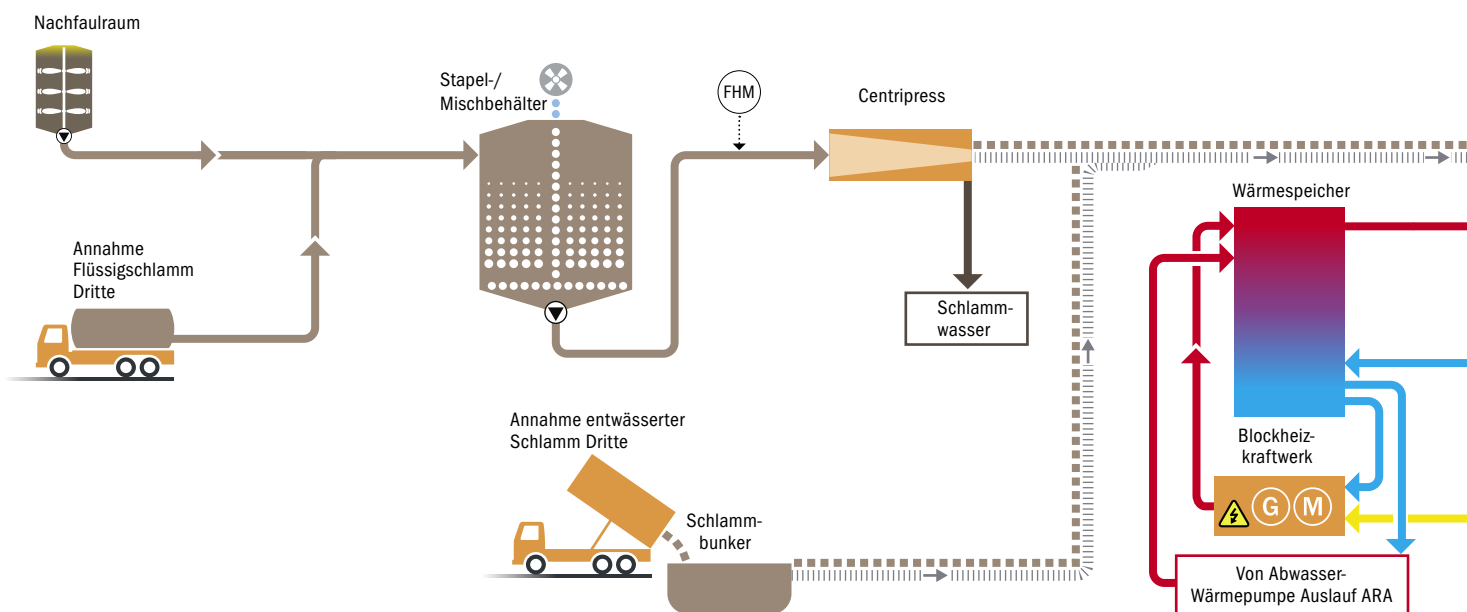 Nachfaulraum
Stapel-/
Mischbehälter
FHM
Centripress
Annahme
Flüssigschlamm
Dritte
Schlamm-
wasser
Wärmespeicher
Annahme entwässerter
Schlamm Dritte
Schlamm-
bunker
Blockheiz-
kraftwerk
G M
Von Abwasser-
Wärmepumpe Auslauf ARA